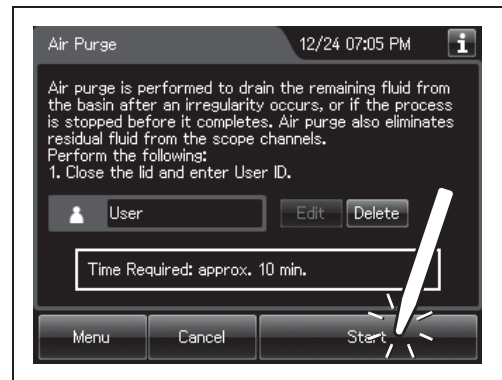 Air Purge
12/24 07:05 PM
i
Air purge is performed to drain the remaining fluid from
the basin after an irregularity occurs, or if the process
is stopped before it completes. Air purge also eliminates
residual fluid from the scope channels.
Perform the following:
1. Close the lid and enter User ID.
User
Edit
Delete
Time Required: approx. 10 min.
Menu
Cancel
Start